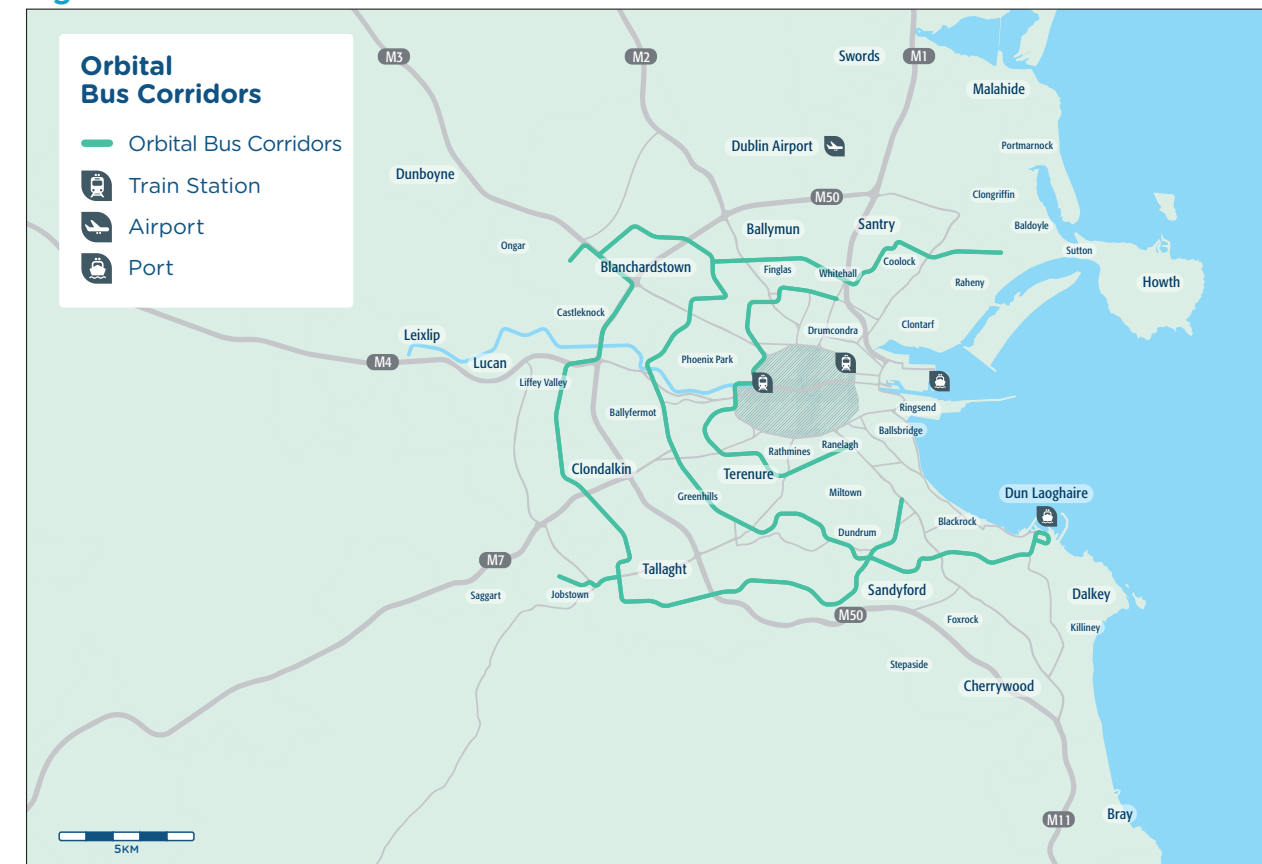 Orbital
Bus Corridors
Orbital Bus Corridors
Train Station
Airport
Port
M3
M2
Swords
M1
Malahide
Dublin Airport
Portmarnock
Dunboyne
M50
Clongriffin
Ballymun
Santry
Baldoyle
Ongar
Sutton
Blanchardstown
Finglas
Whitehall
Coolock
Raheny
Howth
Castleknock
Leixlip
Drumcondra
Clontarf
M4
Lucan
Phoenix Park
Liffey Valley
Ballyfermot
Ringsend
Ballsbridge
Rathmines
Ranelagh
Clondalkin
Terenure
Greenhills
Miltown
Dun Laoghaire
Dundrum
Blackrock
M7
Tallaght
Saggart
Jobstown
Sandyford
Dalkey
M50
Foxrock
Killiney
Stepaside
Cherrywood
M11
Bray
5KM